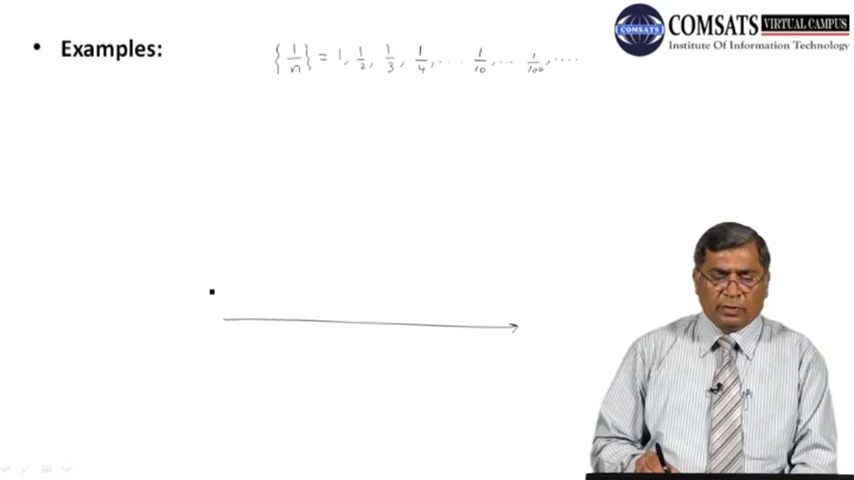 COMSATS VIRTUAL CAMPUS
Institute Of Information Technology
• Examples: {1/n} = 1, 1/2, 1/3, 1/4, ... 1/10, ... 1/100, ....